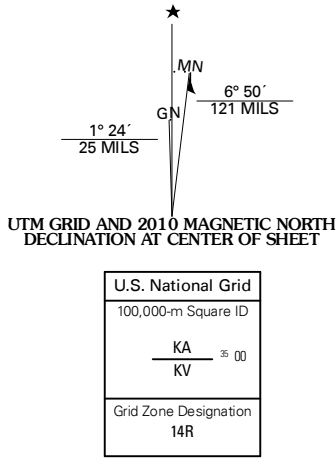 ★
MN
GN
6° 50´
121 MILS
1° 24´
25 MILS
UTM GRID AND 2010 MAGNETIC NORTH
DECLINATION AT CENTER OF SHEET
U.S. National Grid
100,000-m Square ID
KA
KV
35 00
Grid Zone Designation
14R